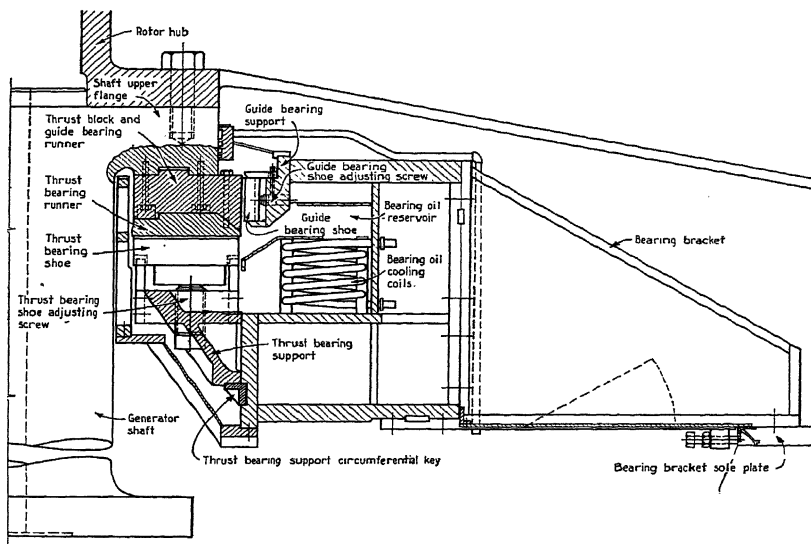 Rotor hub
Shaft upper
flange
Thrust block and
guide bearing
runner
Thrust
bearing
runner
Thrust
bearing
shoe
Thrust bearing
shoe adjusting
screw
Guide bearing
support
Guide bearing
shoe adjusting screw
Guide
bearing shoe
Bearing oil
reservoir
Bearing oil
cooling
coils
Bearing bracket
Thrust bearing
support
Generator
shaft
Thrust bearing support circumferential key
Bearing bracket sole plate